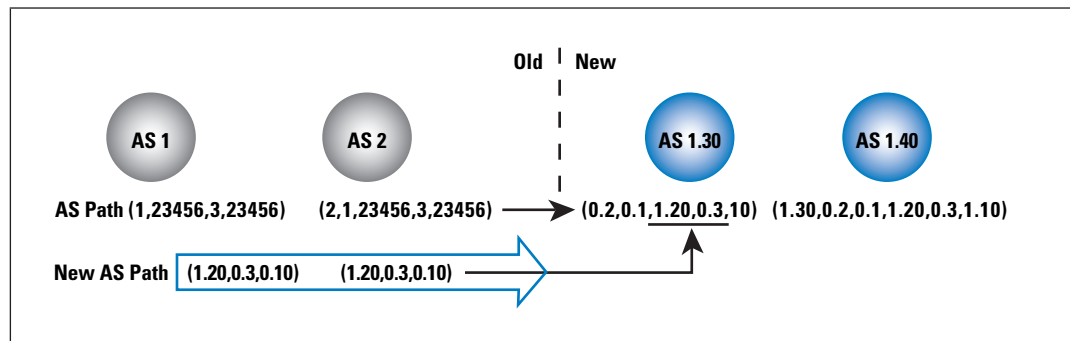 Old New
AS 1 AS 2 AS 1.30 AS 1.40
AS Path (1,23456,3,23456) (2,1,23456,3,23456) (0.2,0.1,1.20,0.3,10) (1.30,0.2,0.1,1.20,0.3,1.10)
New AS Path (1.20,0.3,0.10) (1.20,0.3,0.10)